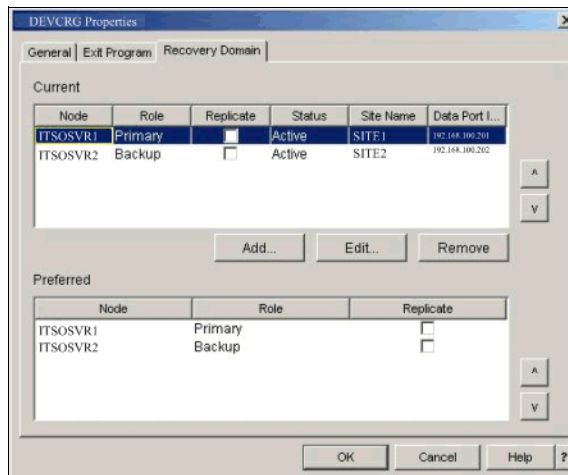 DEVCRG Properties
General Exit Program Recovery Domain
Current
Node Role Replicate Status Site Name Data Port I...
ITSOSVR1 Primary Active SITE1 192.168.100.201
ITSOSVR2 Backup Active SITE2 192.168.100.202
^
v
Add... Edit... Remove
Preferred
Node Role Replicate
ITSOSVR1 Primary
ITSOSVR2 Backup
^
v
OK Cancel Help ?